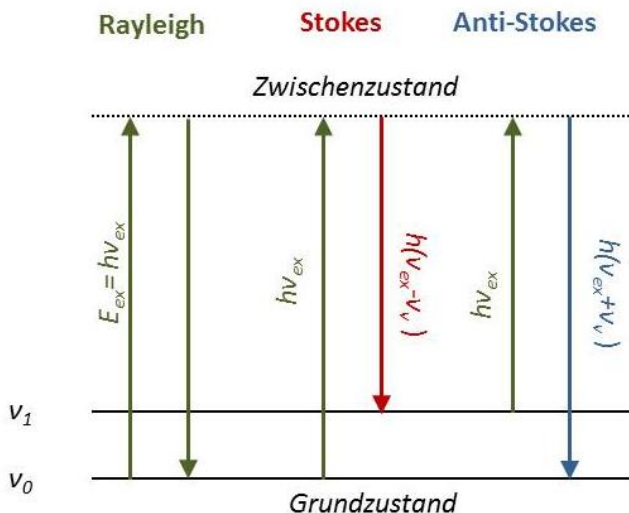 Rayleigh Stokes Anti-Stokes
Zwischenzustand
E_ex = hν_ex
hν_ex
h(ν_ex-ν_v)
hν_ex
h(ν_ex+ν_v)
ν_1
ν_0
Grundzustand